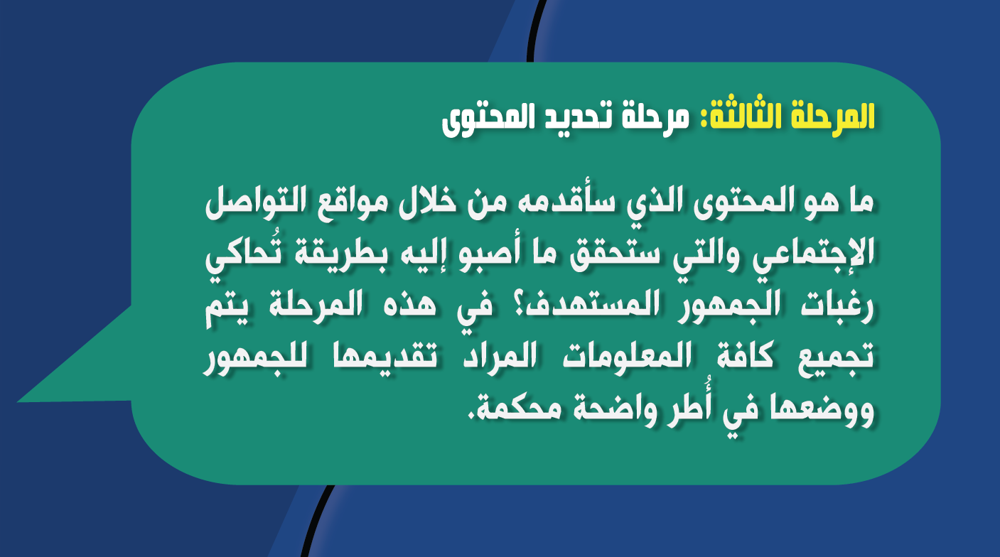 المرحلة الثالثة: مرحلة تحديد المحتوى
ما هو المحتوى الذي سأقدمه من خلال مواقع التواصل
الإجتماعي والتي ستحقق ما أصبو إليه بطريقة تُحاكي
رغبات الجمهور المستهدف؟ في هذه المرحلة يتم
تجميع كافة المعلومات المراد تقديمها للجمهور
ووضعها في أُطر واضحة محكمة.